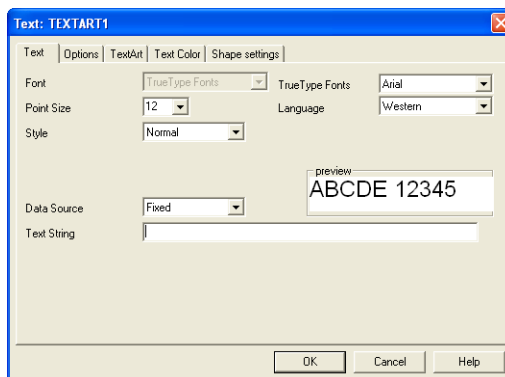 Text: TEXTART1
Text Options TextArt Text Color Shape settings
Font TrueType Fonts TrueType Fonts Arial
Point Size 12 Language Western
Style Normal
preview
ABCDE 12345
Data Source Fixed
Text String
OK Cancel Help